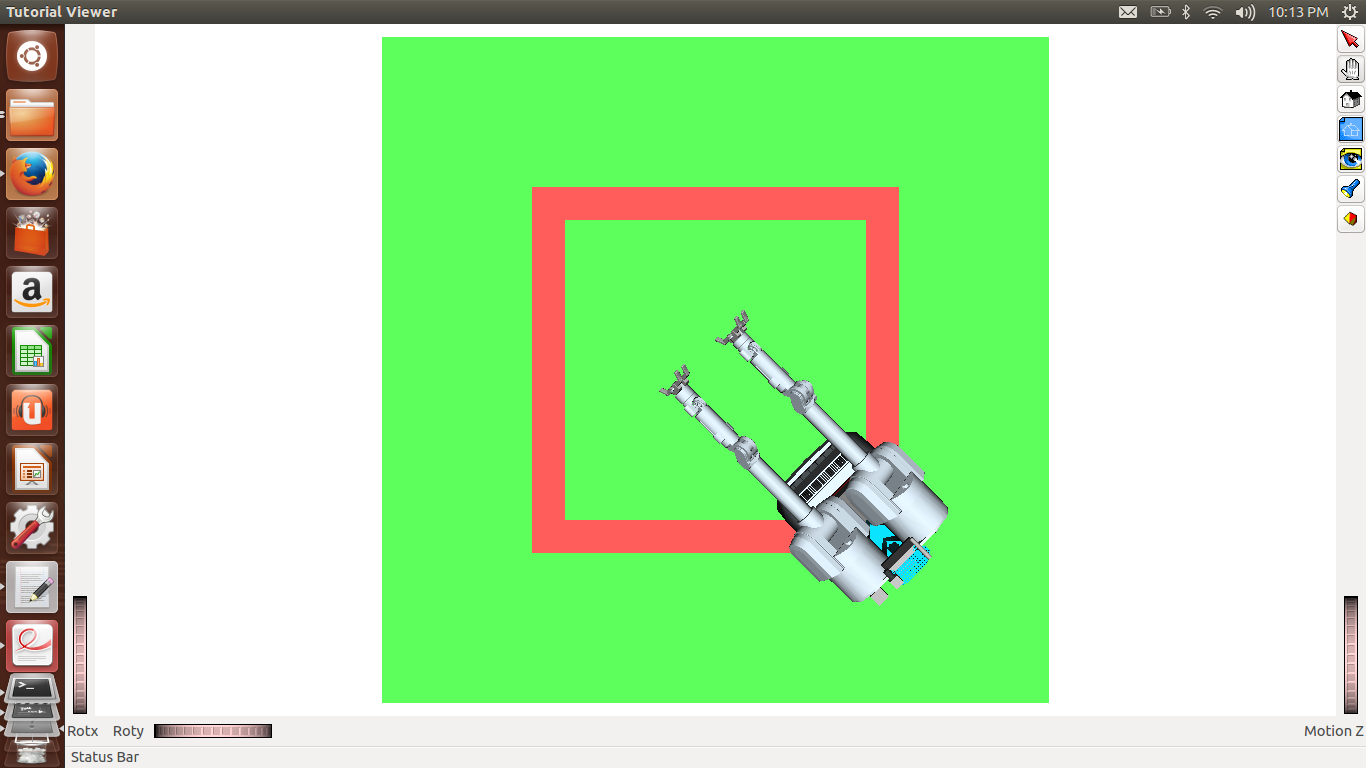 Tutorial Viewer
10:13 PM
a
U
>_
Rotx Roty
Motion Z
Status Bar